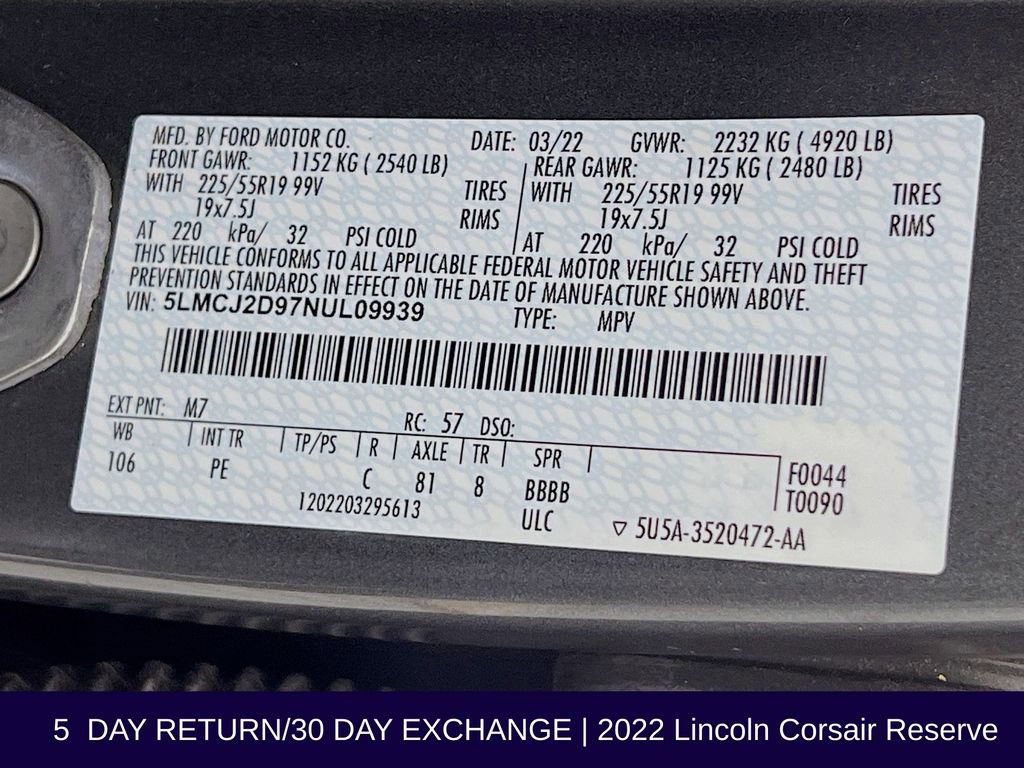 MFD. BY FORD MOTOR CO. DATE: 03/22 GVWR: 2232 KG ( 4920 LB)
FRONT GAWR: 1152 KG ( 2540 LB) REAR GAWR: 1125 KG ( 2480 LB)
WITH 225/55R19 99V TIRES WITH 225/55R19 99V TIRES
19x7.5J RIMS 19x7.5J RIMS
AT 220 kPa/ 32 PSI COLD AT 220 kPa/ 32 PSI COLD
THIS VEHICLE CONFORMS TO ALL APPLICABLE FEDERAL MOTOR VEHICLE SAFETY AND THEFT
PREVENTION STANDARDS IN EFFECT ON THE DATE OF MANUFACTURE SHOWN ABOVE.
VIN: 5LMCJ2D97NUL09939 TYPE: MPV
EXT PNT: M7 RC: 57 DSO:
WB INT TR TP/PS R AXLE TR SPR
106 PE C 81 8 BBBB F0044
ULC T0090
1202203295613 ▽ 5U5A-3520472-AA
5 DAY RETURN/30 DAY EXCHANGE | 2022 Lincoln Corsair Reserve